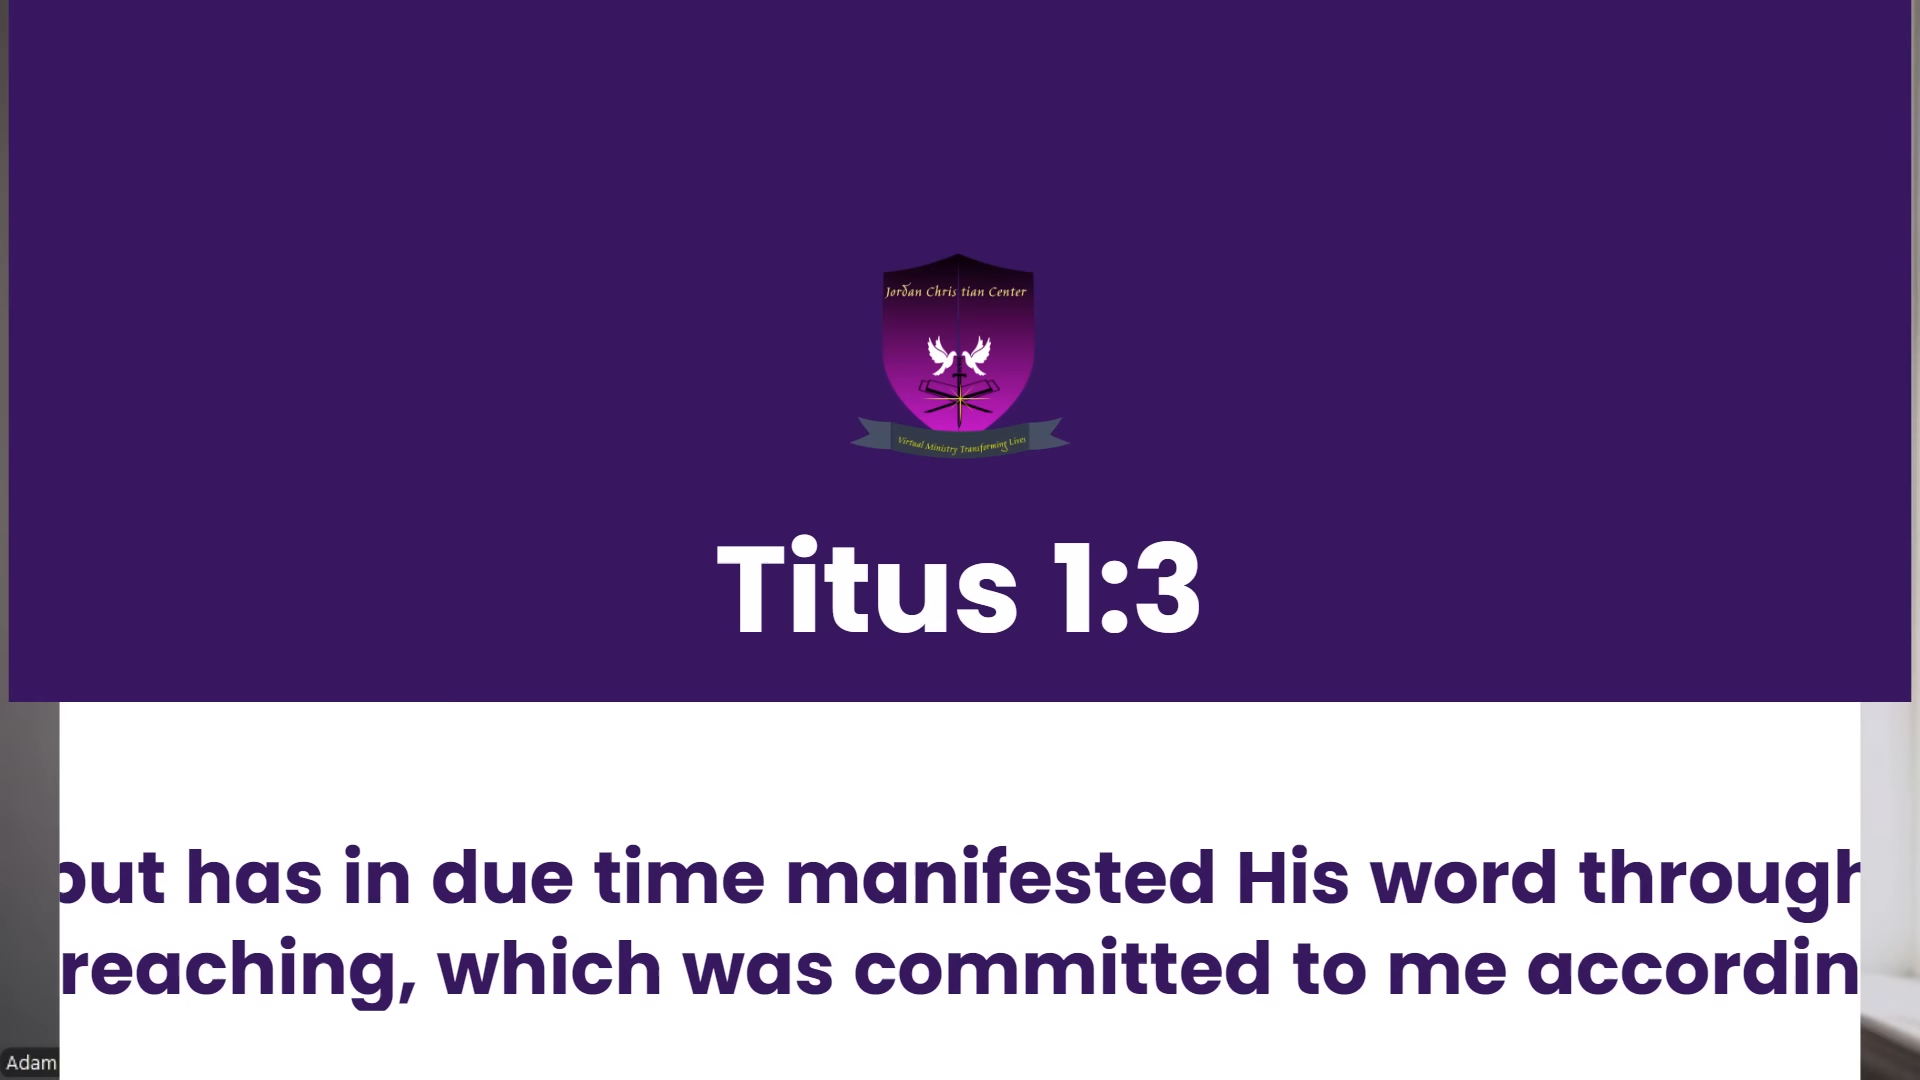 Jordan Christian Center
Virtual Ministry Transforming Lives
Titus 1:3
but has in due time manifested His word through
reaching, which was committed to me accordin
Adam